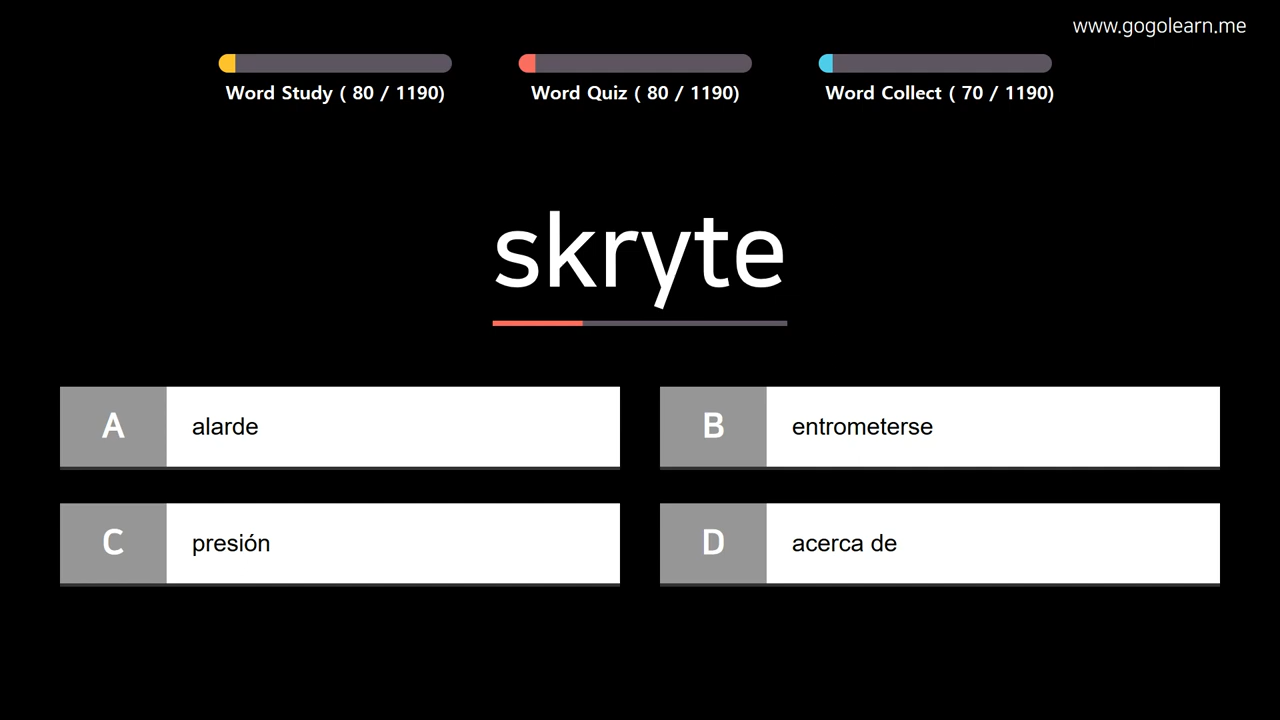 www.gogolearn.me
Word Study ( 80 / 1190)
Word Quiz ( 80 / 1190)
Word Collect ( 70 / 1190)
skryte
A alarde
B entrometerse
C presión
D acerca de